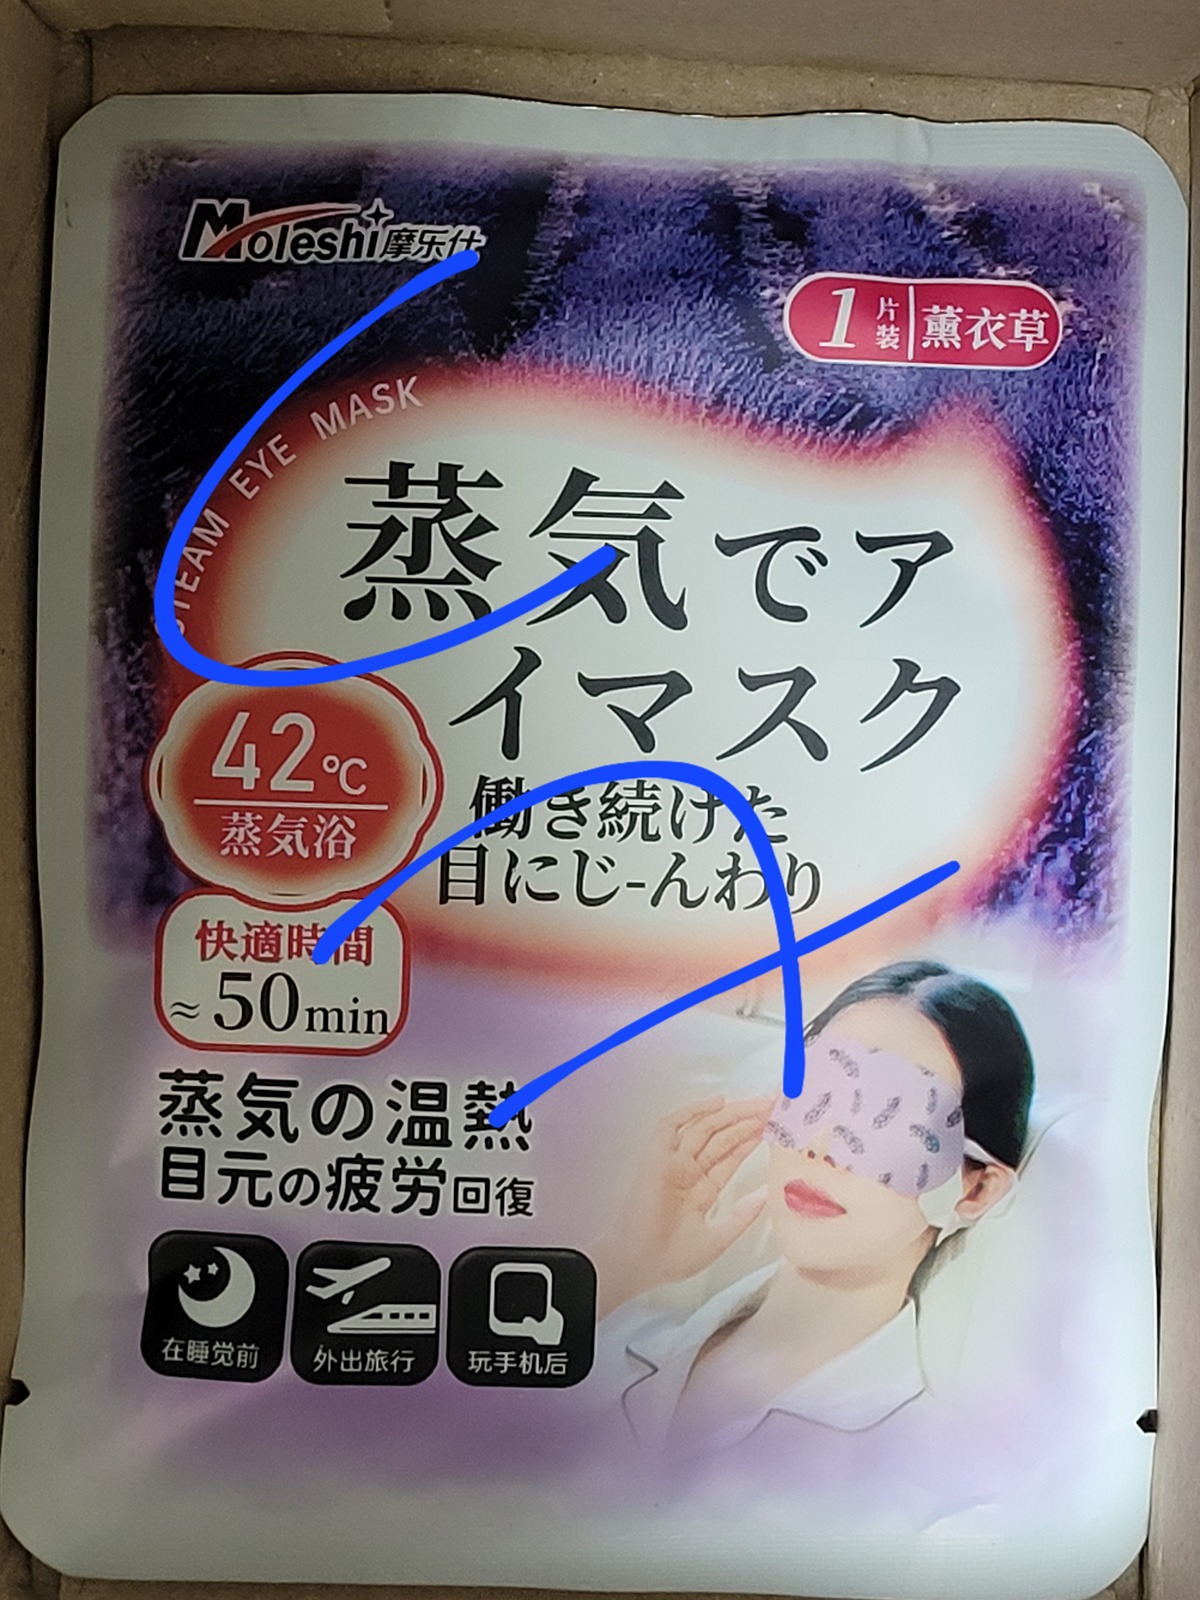 Moleshi摩乐仕
1片装|薰衣草
STEAM EYE MASK
蒸気でア
イマスク
働き続けた
目にじ-んわり
42℃
蒸気浴
快適時間
≈50min
蒸気の温熱
目元の疲労回復
在睡觉前
外出旅行
玩手机后